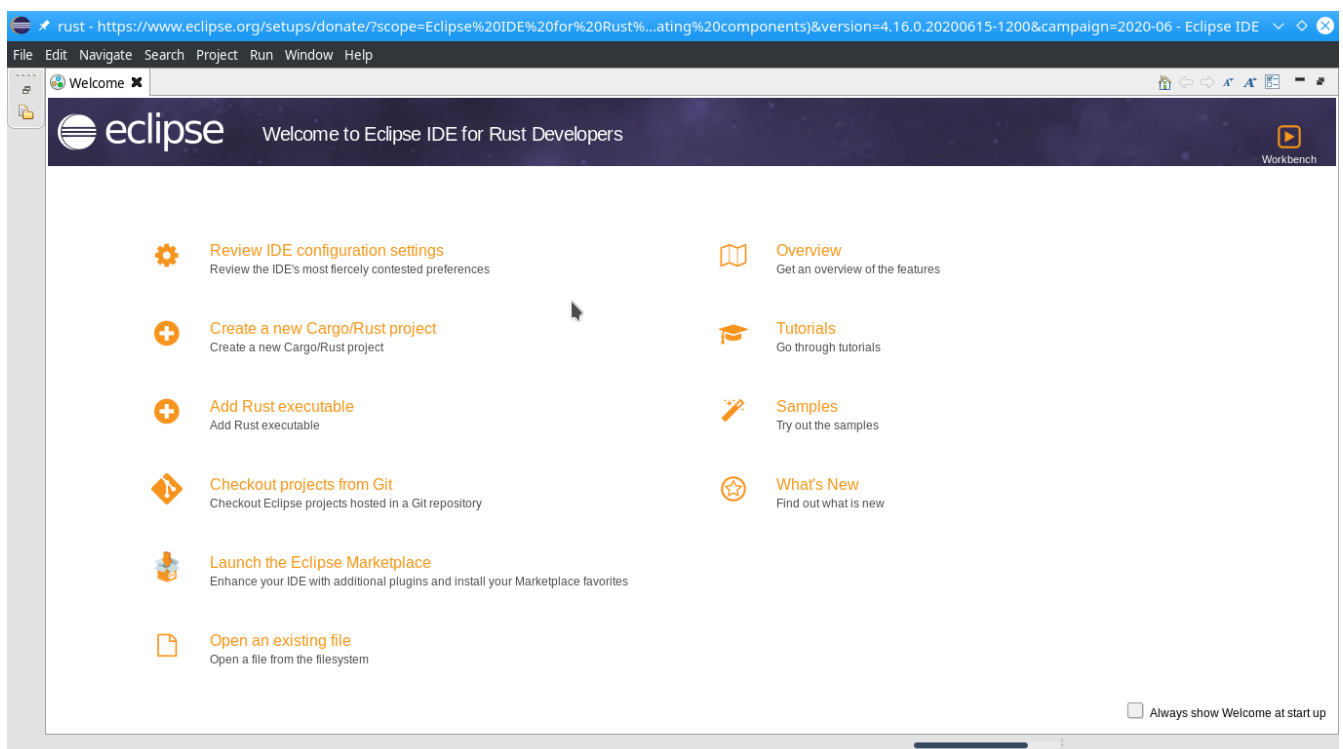 rust - https://www.eclipse.org/setups/donate/?scope=Eclipse%20IDE%20for%20Rust%...ating%20components)&version=4.16.0.20200615-1200&campaign=2020-06 - Eclipse IDE
File Edit Navigate Search Project Run Window Help
Welcome
eclipse Welcome to Eclipse IDE for Rust Developers
Workbench
Review IDE configuration settings
Review the IDE's most fiercely contested preferences
Create a new Cargo/Rust project
Create a new Cargo/Rust project
Add Rust executable
Add Rust executable
Checkout projects from Git
Checkout Eclipse projects hosted in a Git repository
Launch the Eclipse Marketplace
Enhance your IDE with additional plugins and install your Marketplace favorites
Open an existing file
Open a file from the filesystem
Overview
Get an overview of the features
Tutorials
Go through tutorials
Samples
Try out the samples
What's New
Find out what is new
Always show Welcome at start up